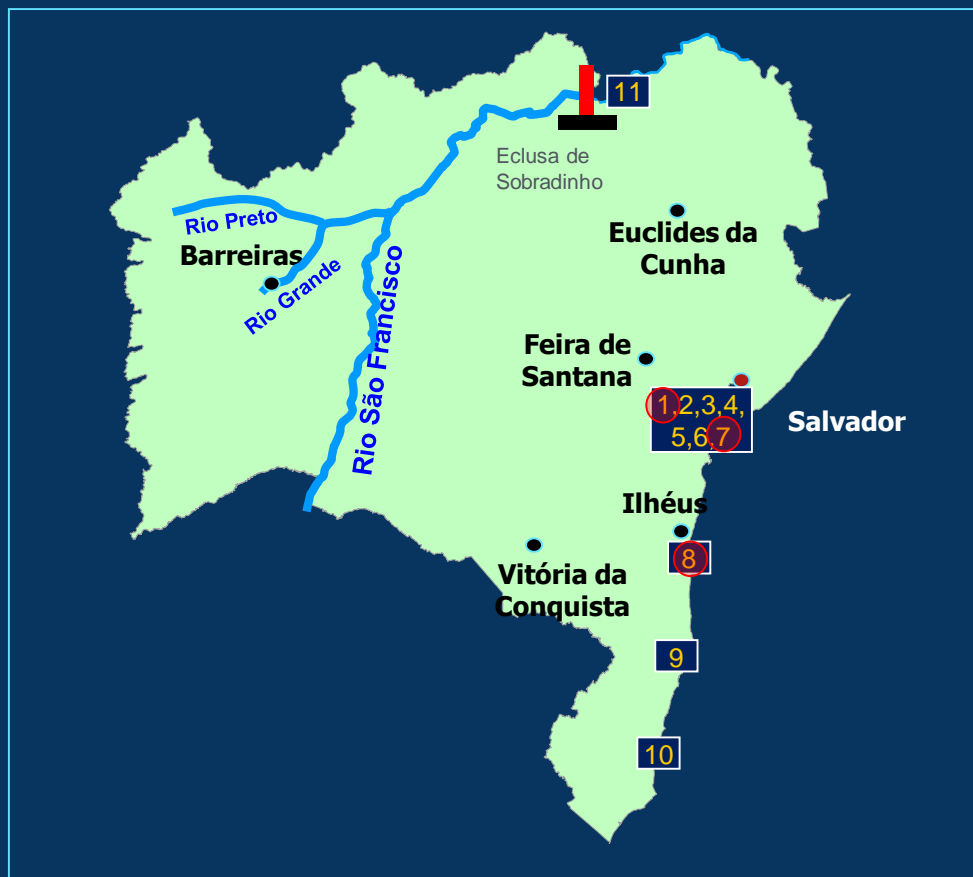 11
Eclusa de
Sobradinho
Rio Preto
Barreiras
Rio Grande
Rio São Francisco
Euclides da
Cunha
Feira de
Santana
1,2,3,4,
5,6,7
Salvador
Ilhéus
8
Vitória da
Conquista
9
10